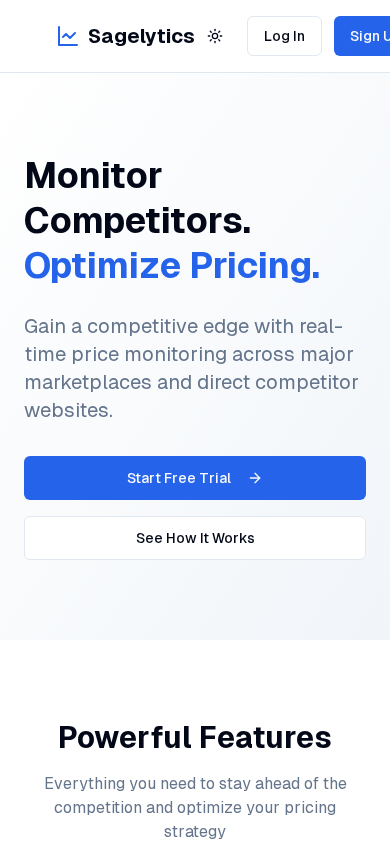 Sagelytics
Log In
Sign U
Monitor
Competitors.
Optimize Pricing.
Gain a competitive edge with real-
time price monitoring across major
marketplaces and direct competitor
websites.
Start Free Trial
See How It Works
Powerful Features
Everything you need to stay ahead of the
competition and optimize your pricing
strategy